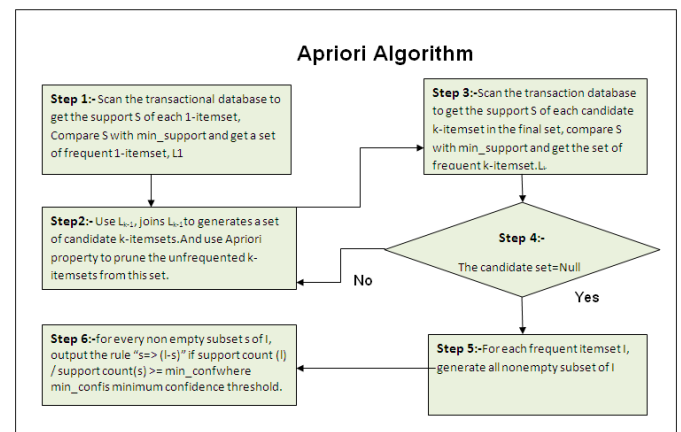 Apriori Algorithm
Step 1:- Scan the transactional database to
get the support S of each 1-itemset,
Compare S with min_support and get a set
of frequent 1-itemset, L1
Step2:- Use Lk-1, joins Lk-1to generates a set
of candidate k-itemsets.And use Apriori
property to prune the unfrequented k-
itemsets from this set.
Step 3:-Scan the transaction database
to get the support S of each candidate
k-itemset in the final set, compare S
with min_support and get the set of
frequent k-itemset.Lk
Step 4:-
The candidate set=Null
No
Yes
Step 5:-For each frequent itemset I,
generate all nonempty subset of I
Step 6:-for every non empty subset s of I,
output the rule “s=> (I-s)” if support count (I)
/ support count(s) >= min_confwhere
min_confis minimum confidence threshold.